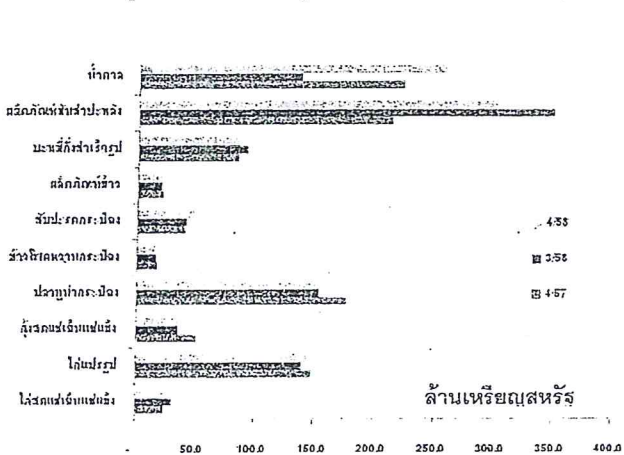 น้ำตาล
ผลิตภัณฑ์มันสำปะหลัง
บะหมี่กึ่งสำเร็จรูป
ผลิตภัณฑ์ข้าว
สับปะรดกระป๋อง
4/58
ข้าวโพดหวานกระป๋อง
3/58
ปลาทูน่ากระป๋อง
4/57
กุ้งสดแช่เย็นแช่แข็ง
ไก่แปรรูป
ไก่สดแช่เย็นแช่แข็ง
ล้านเหรียญสหรัฐ
- 50.0 100.0 150.0 200.0 250.0 300.0 350.0 400.0